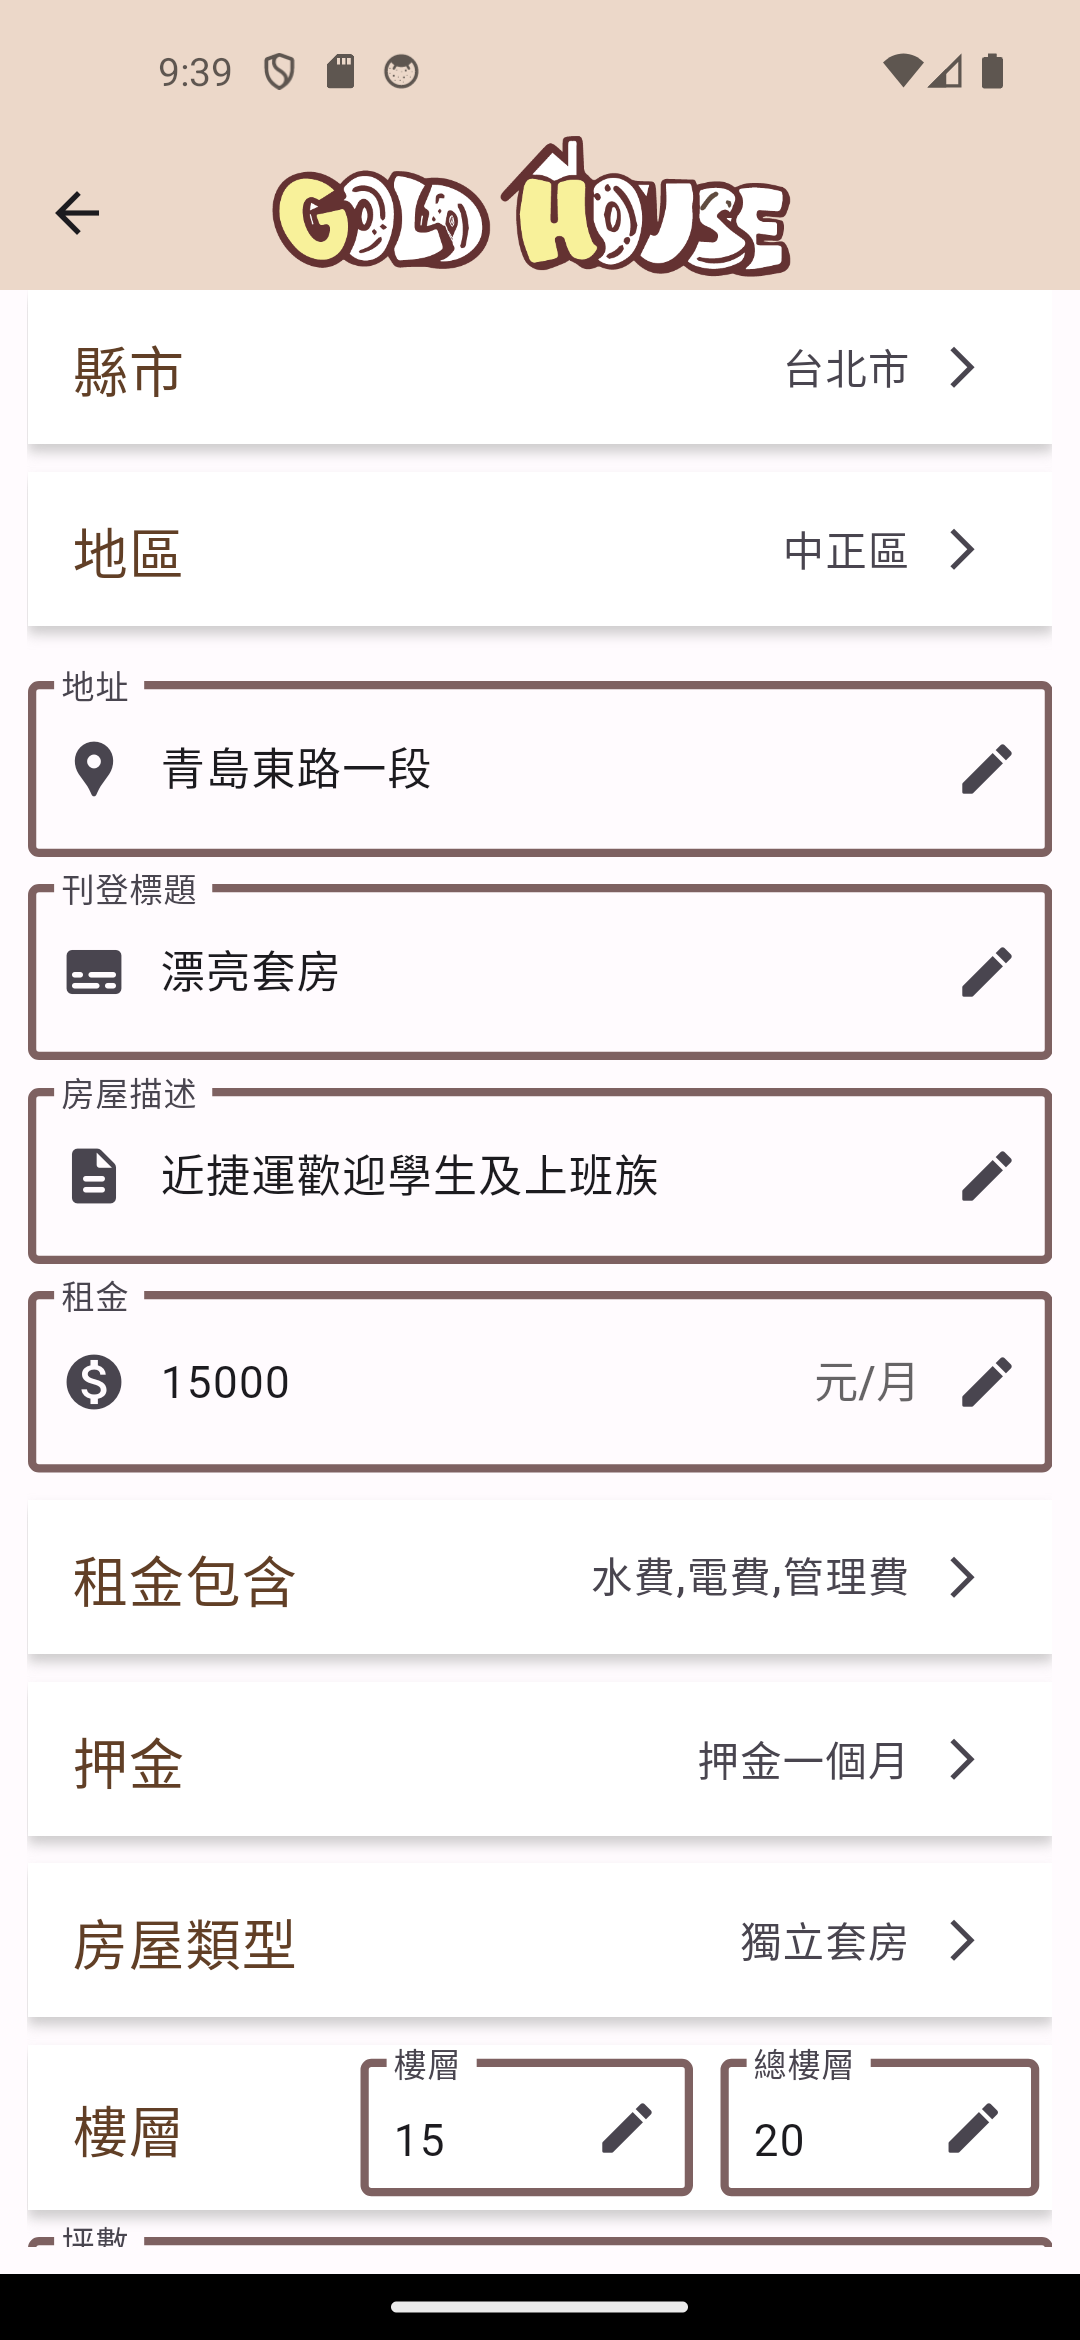 9:39
GOLD HOUSE
縣市 台北市
地區 中正區
地址
青島東路一段
刊登標題
漂亮套房
房屋描述
近捷運歡迎學生及上班族
租金
15000 元/月
租金包含 水費,電費,管理費
押金 押金一個月
房屋類型 獨立套房
樓層 總樓層
樓層 15 20
坪數